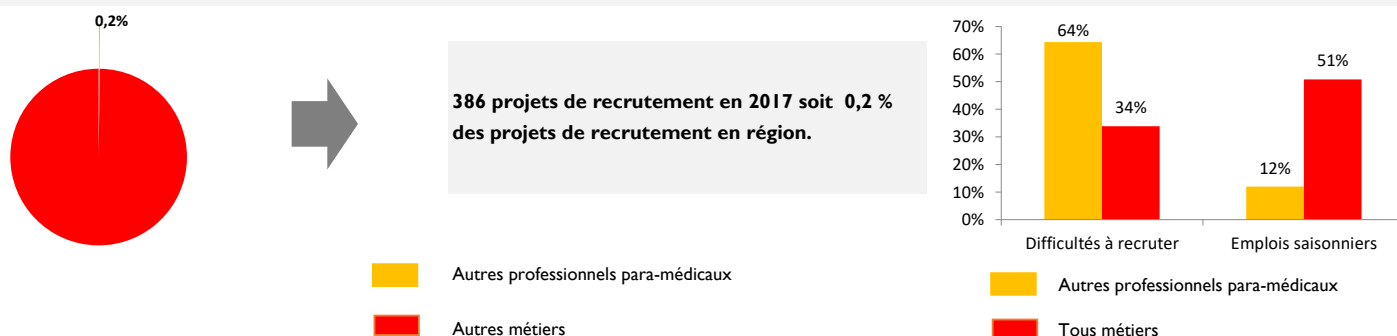 0,2%
386 projets de recrutement en 2017 soit 0,2 %
des projets de recrutement en région.
Autres professionnels para-médicaux
Autres métiers
70%
60%
50%
40%
30%
20%
10%
0%
64%
34%
12%
51%
Difficultés à recruter
Emplois saisonniers
Autres professionnels para-médicaux
Tous métiers